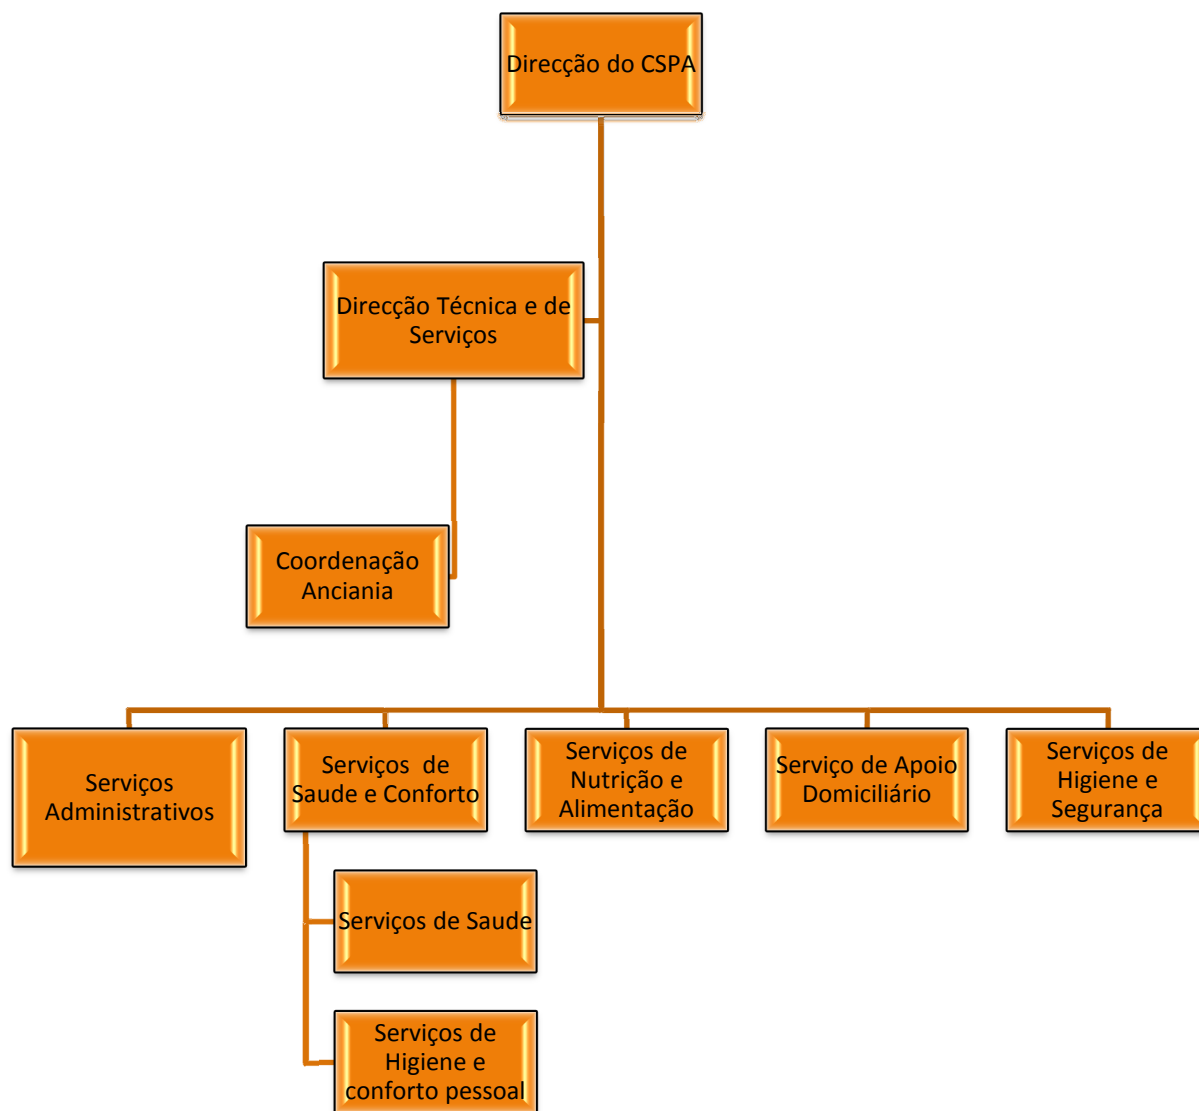 Direcção do CSPA
Direcção Técnica e de
Serviços
Coordenação
Anciania
Serviços
Administrativos
Serviços de
Saude e Conforto
Serviços de
Nutrição e
Alimentação
Serviço de Apoio
Domiciliário
Serviços de
Higiene e
Segurança
Serviços de Saude
Serviços de
Higiene e
conforto pessoal